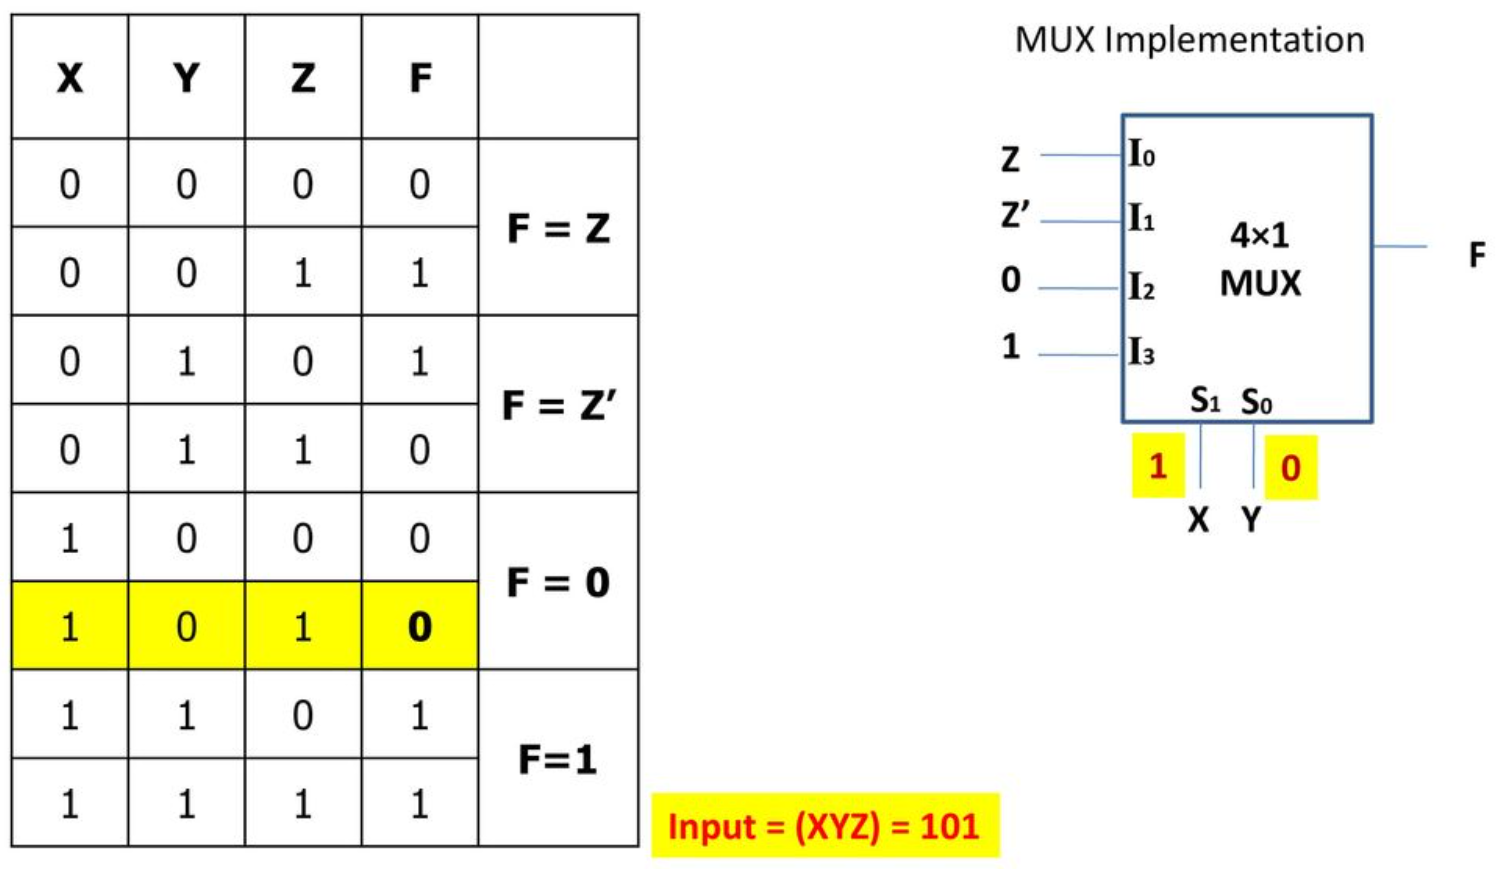 X Y Z F
0 0 0 0
F = Z
0 0 1 1
0 1 0 1
F = Z’
0 1 1 0
1 0 0 0
F = 0
1 0 1 0
1 1 0 1
F=1
1 1 1 1
Input = (XYZ) = 101
MUX Implementation
Z I0
Z’ I1
0 I2
1 I3
4×1
MUX
F
S1 S0
1 0
X Y